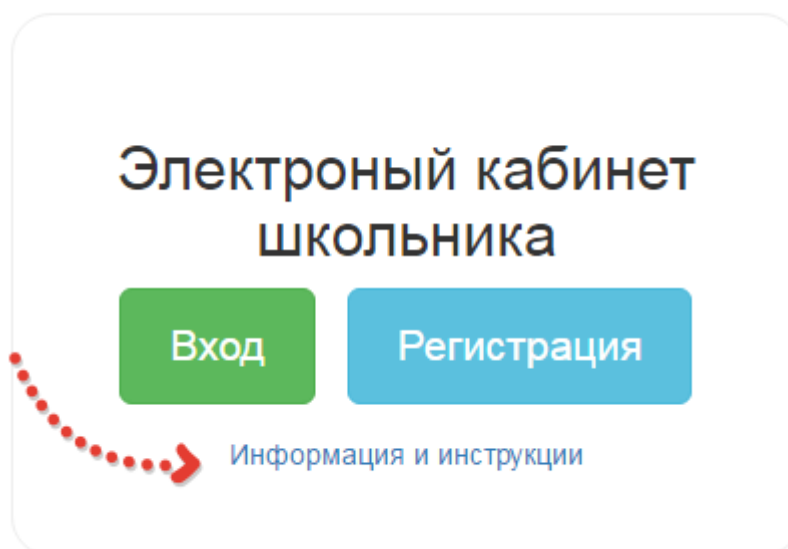 Электроный кабинет
школьника
Вход Регистрация
Информация и инструкции